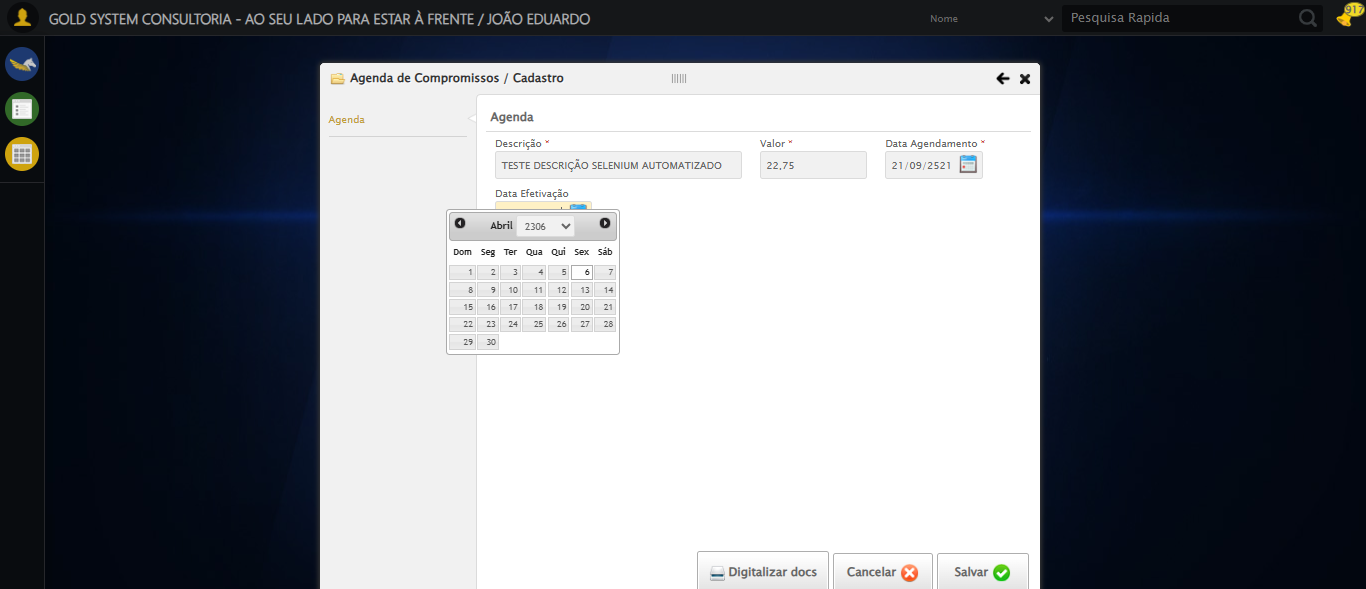 GOLD SYSTEM CONSULTORIA - AO SEU LADO PARA ESTAR À FRENTE / JOÃO EDUARDO
Nome
Pesquisa Rapida
917
Agenda de Compromissos / Cadastro
Agenda
Agenda
Descrição * Valor * Data Agendamento *
TESTE DESCRIÇÃO SELENIUM AUTOMATIZADO 22,75 21/09/2521
Data Efetivação
Abril 2306
Dom Seg Ter Qua Qui Sex Sáb
1 2 3 4 5 6 7
8 9 10 11 12 13 14
15 16 17 18 19 20 21
22 23 24 25 26 27 28
29 30
Digitalizar docs Cancelar Salvar